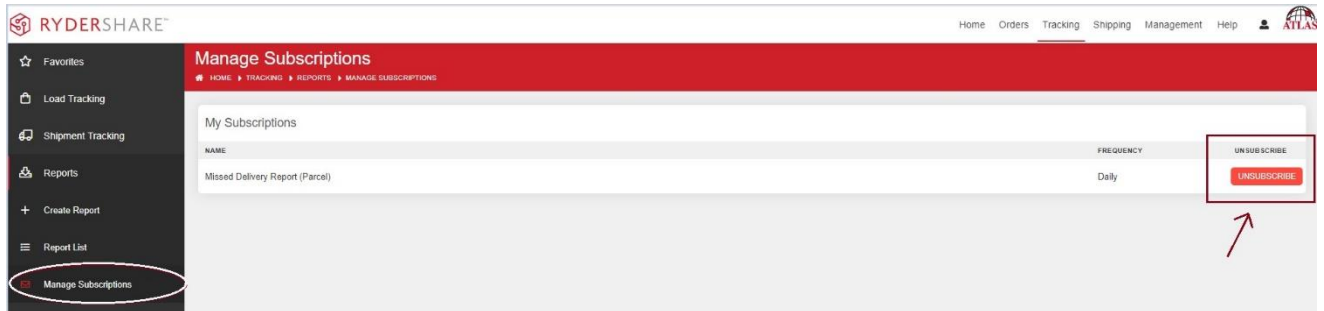 RYDERSHARE™
Home Orders Tracking Shipping Management Help ATLAS
Favorites
Load Tracking
Shipment Tracking
Reports
Create Report
Report List
Manage Subscriptions
Manage Subscriptions
HOME TRACKING REPORTS MANAGE SUBSCRIPTIONS
My Subscriptions
NAME FREQUENCY UNSUBSCRIBE
Missed Delivery Report (Parcel) Daily UNSUBSCRIBE